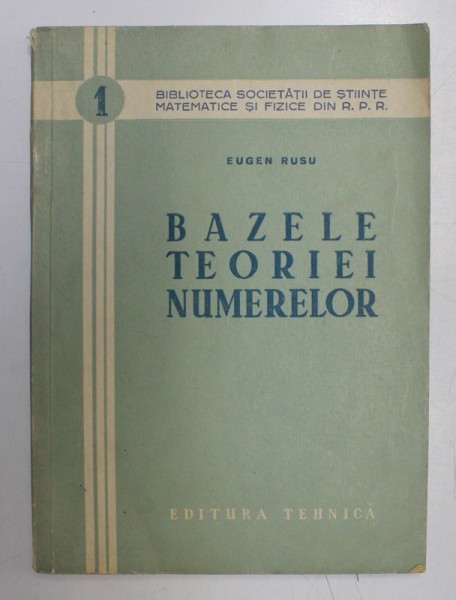 1
BIBLIOTECA SOCIETĂȚII DE ȘTIINȚE
MATEMATICE ȘI FIZICE DIN R. P. R.
EUGEN RUSU
BAZELE
TEORIEI
NUMERELOR
EDITURA TEHNICĂ